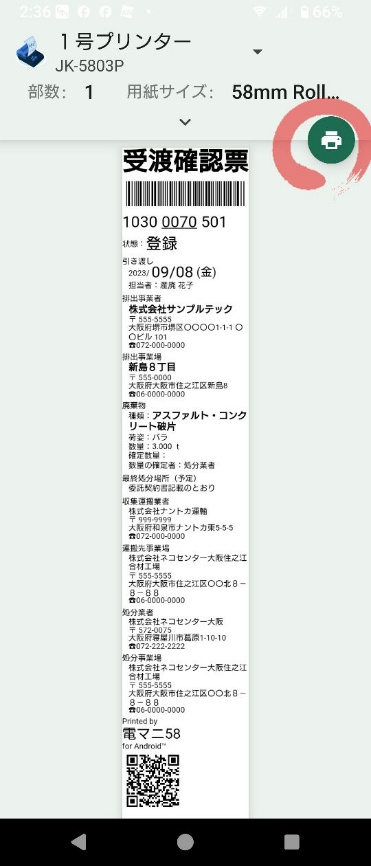 2:36
66%
1号プリンター
JK-5803P
部数: 1 用紙サイズ: 58mm Roll...
受渡確認票
1030 0070 501
状態：登録
引き渡し
2023/ 09/08 (金)
担当者：産廃 花子
排出事業者
株式会社サンプルテック
〒 555-5555
大阪府堺市堺区〇〇〇〇1-1-1 〇
〇ビル 101
☎072-000-0000
排出事業場
新島８丁目
〒 555-0000
大阪府大阪市住之江区新島8
☎06-0000-0000
廃棄物
種類：アスファルト・コンク
リート破片
荷姿：バラ
数量：3.000 t
確定数量：
数量の確定者：処分業者
最終処分場所（予定）
委託契約書記載のとおり
収集運搬業者
株式会社ナントカ運輸
〒 999-9999
大阪府和泉市ナントカ東5-5-5
☎072-000-0000
運搬先事業場
株式会社ネコセンター大阪住之江
合材工場
〒 555-5555
大阪府大阪市住之江区〇〇北８－
８－８８
☎06-0000-0000
処分業者
株式会社ネコセンター大阪
〒 572-0075
大阪府寝屋川市葛原1-10-10
☎072-222-2222
処分事業場
株式会社ネコセンター大阪住之江
合材工場
〒 555-5555
大阪府大阪市住之江区〇〇北８－
８－８８
☎06-0000-0000
Printed by
電マニ58
for Android™